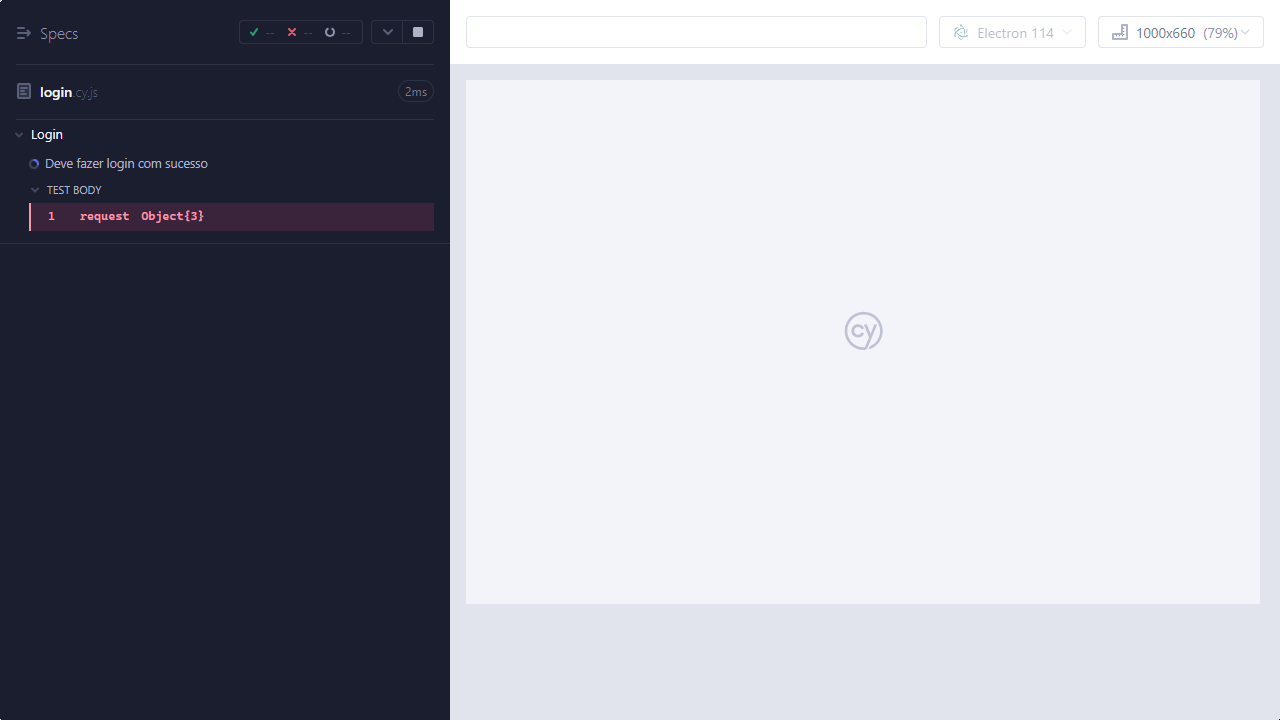 Specs
-- -- --
Electron 114
1000x660 (79%)
login.cy.js
2ms
Login
Deve fazer login com sucesso
TEST BODY
1 request Object{3}
cy